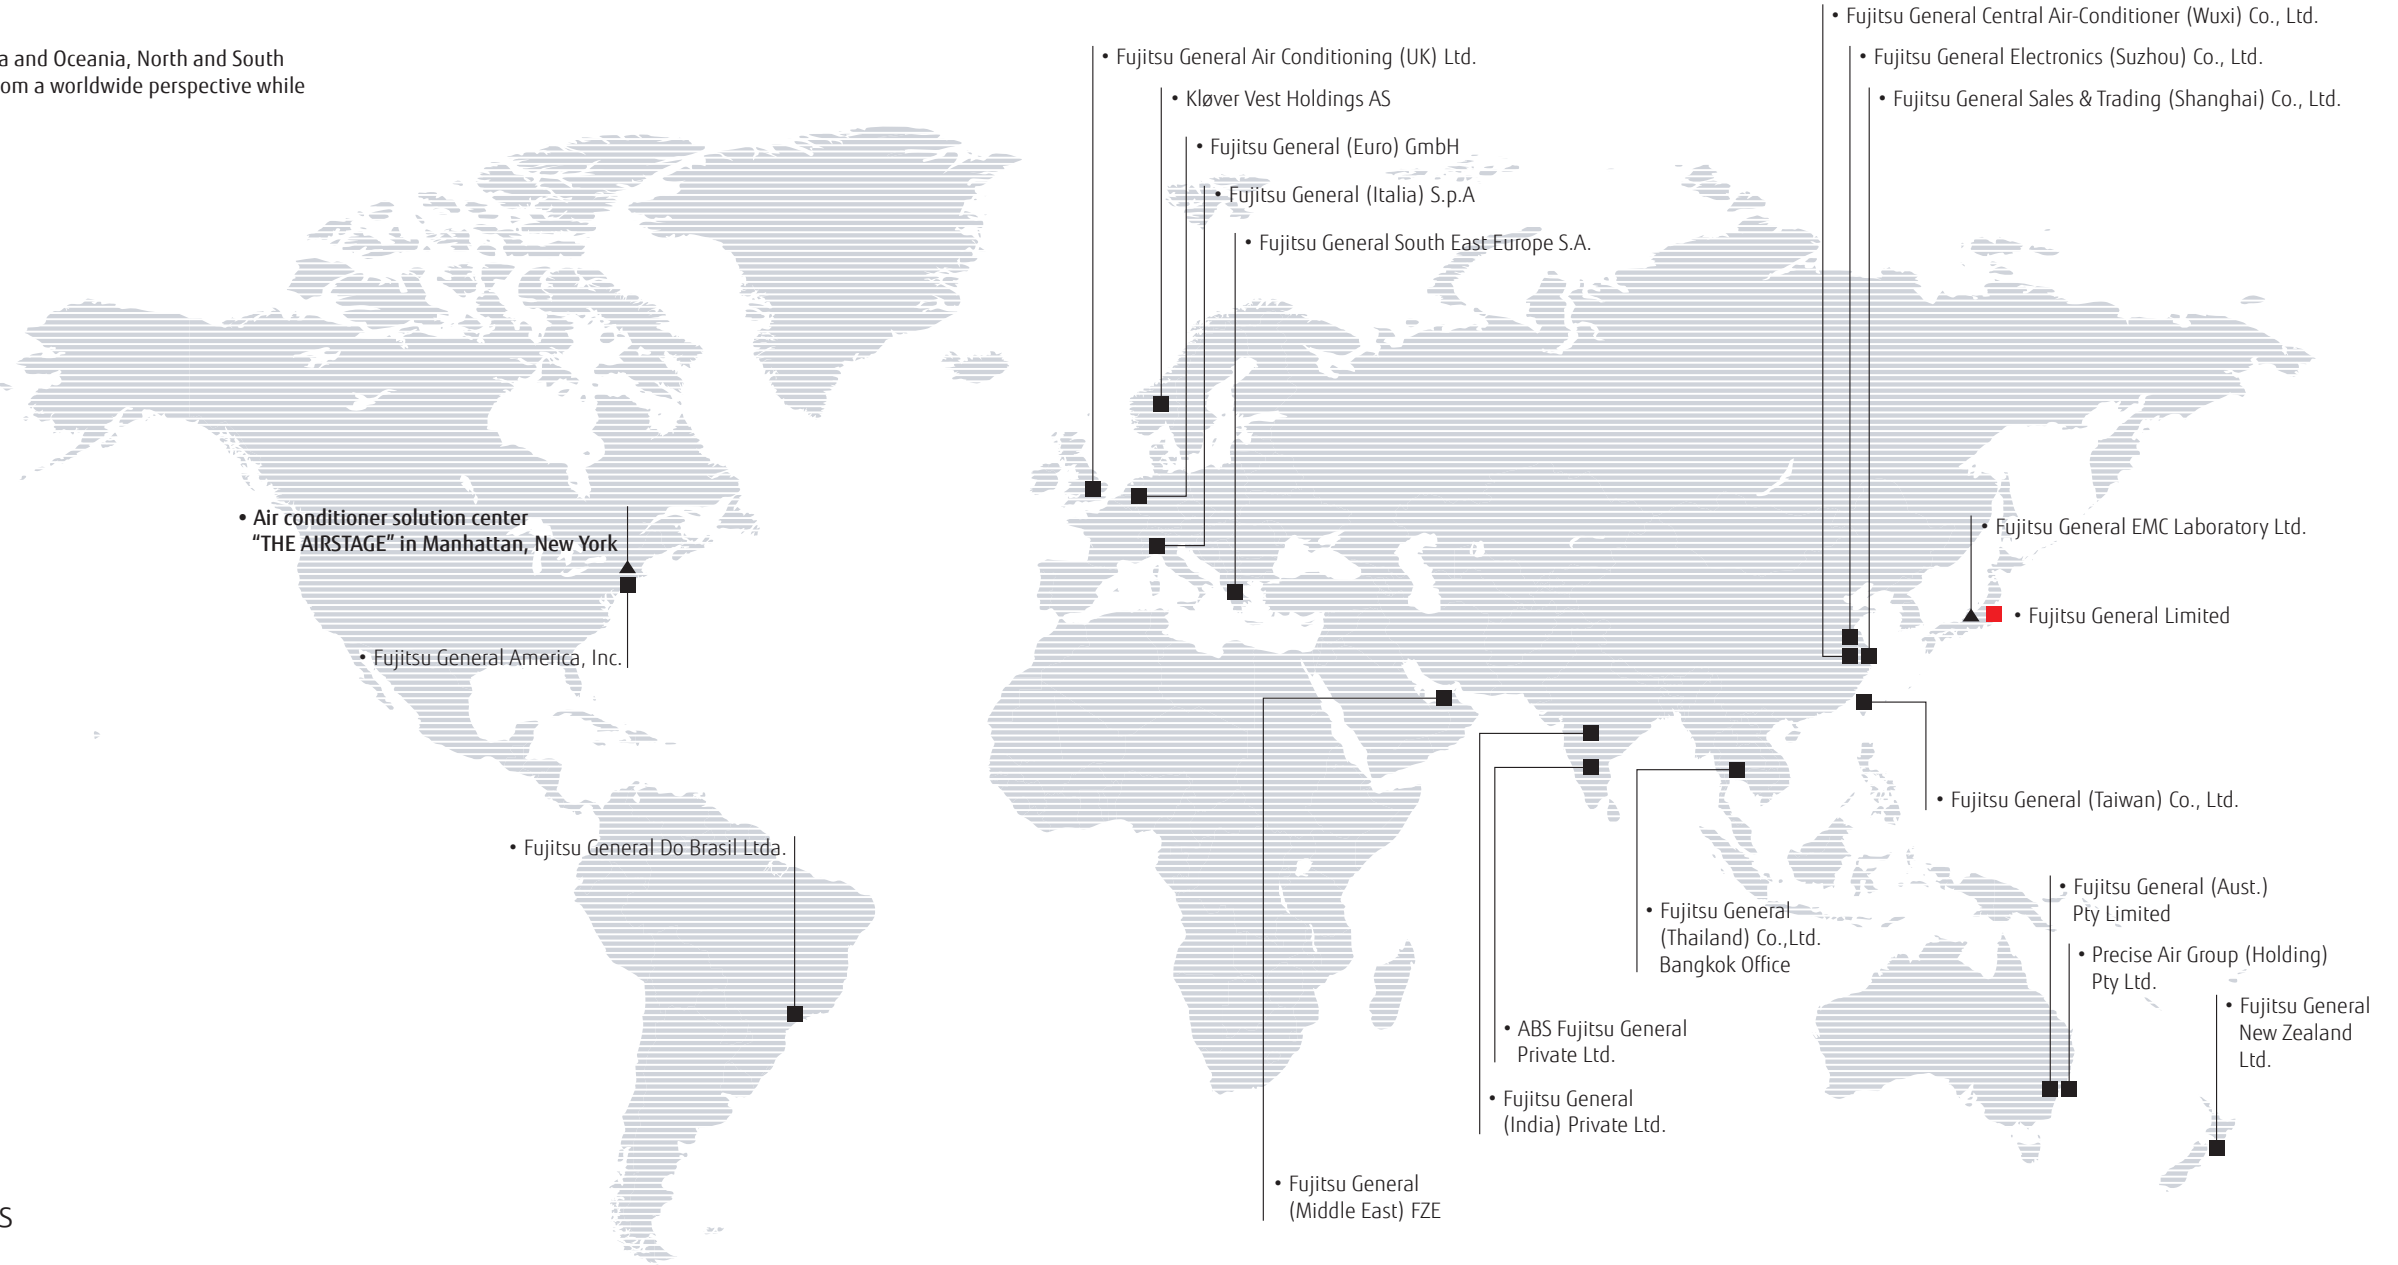 a and Oceania, North and South
om a worldwide perspective while
• Fujitsu General Central Air-Conditioner (Wuxi) Co., Ltd.
• Fujitsu General Electronics (Suzhou) Co., Ltd.
• Fujitsu General Sales & Trading (Shanghai) Co., Ltd.
• Fujitsu General Air Conditioning (UK) Ltd.
• Kløver Vest Holdings AS
• Fujitsu General (Euro) GmbH
• Fujitsu General (Italia) S.p.A
• Fujitsu General South East Europe S.A.
• Air conditioner solution center
“THE AIRSTAGE” in Manhattan, New York
• Fujitsu General America, Inc.
• Fujitsu General EMC Laboratory Ltd.
• Fujitsu General Limited
• Fujitsu General (Taiwan) Co., Ltd.
• Fujitsu General Do Brasil Ltda.
• Fujitsu General (Aust.)
Pty Limited
• Precise Air Group (Holding)
Pty Ltd.
• Fujitsu General
New Zealand
Ltd.
• Fujitsu General
(Thailand) Co.,Ltd.
Bangkok Office
• ABS Fujitsu General
Private Ltd.
• Fujitsu General
(India) Private Ltd.
• Fujitsu General
(Middle East) FZE
S